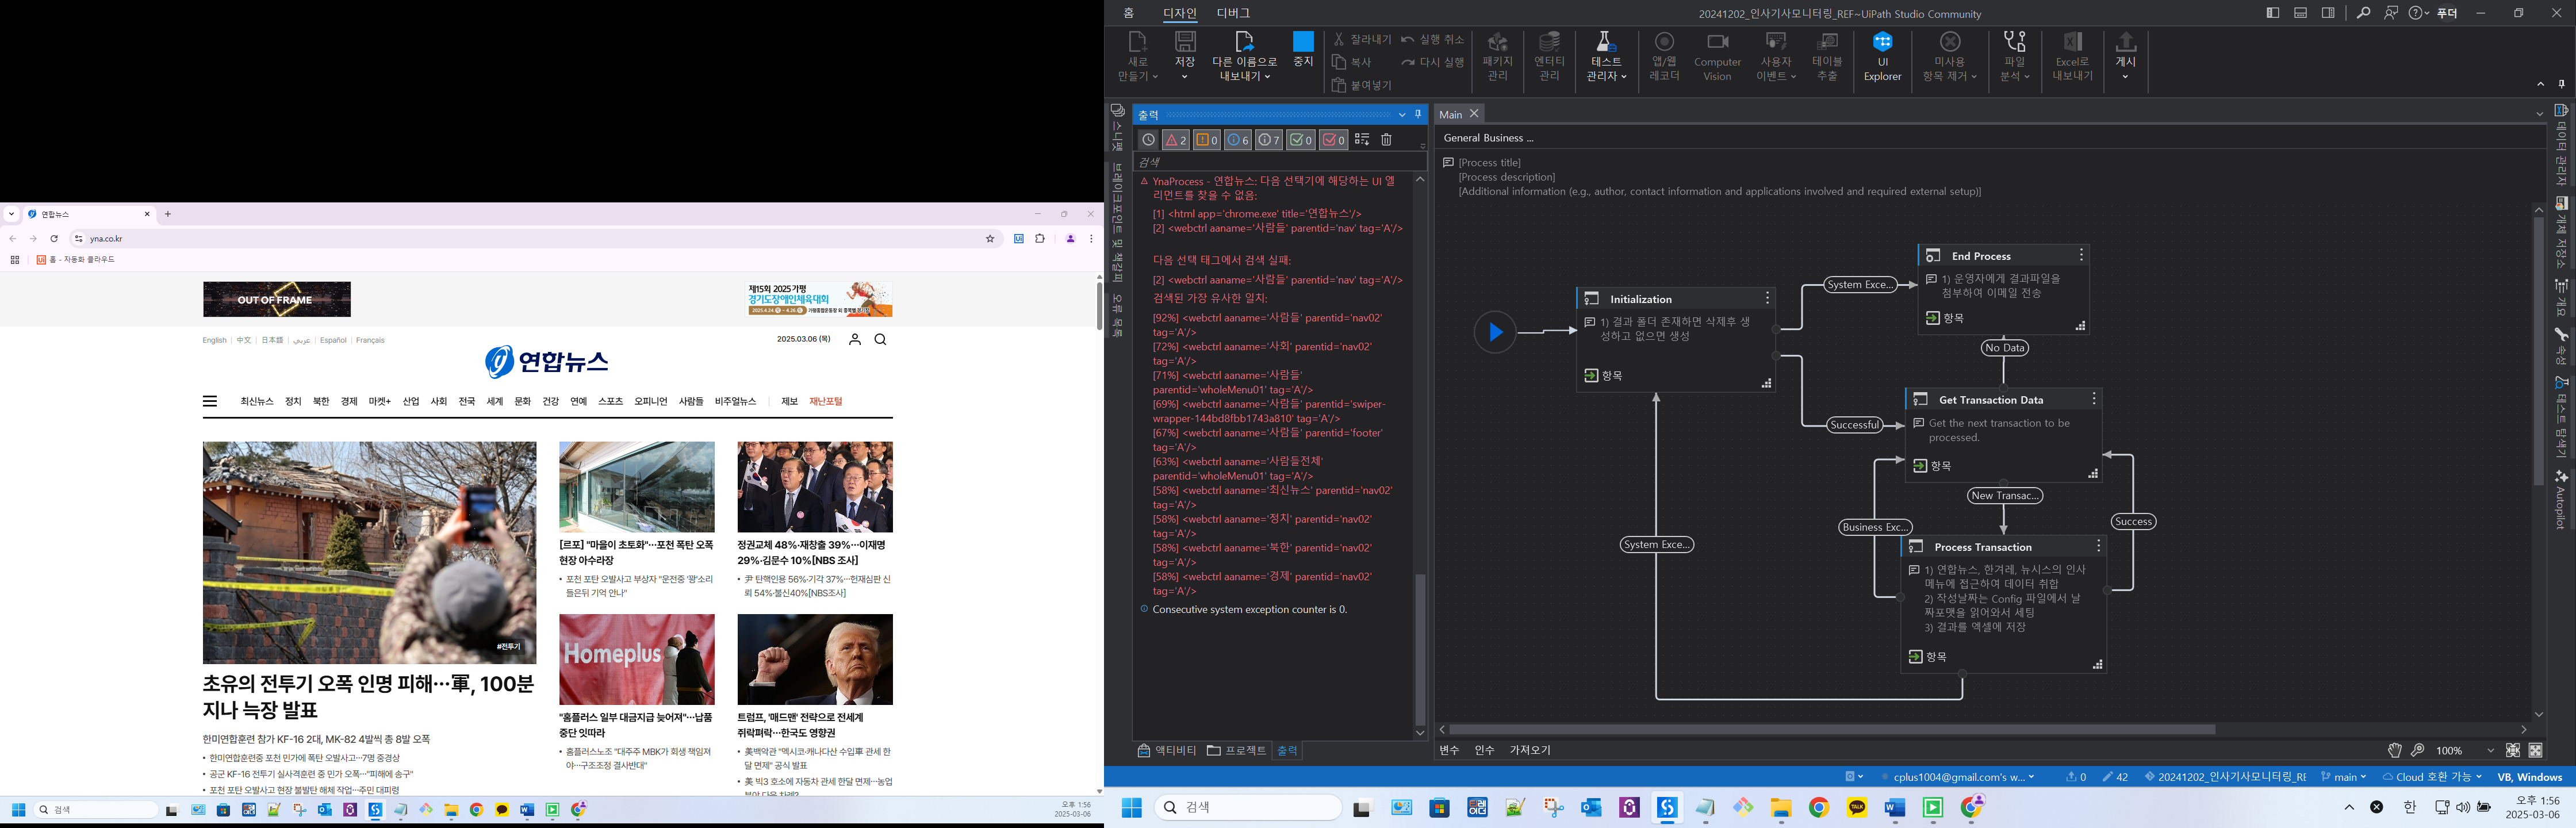 연합뉴스
yna.co.kr
홈 - 자동화 클라우드
OUT OF FRAME
제15회 2025 가평
경기도장애인체육대회
English
中文
日本語
عربي
Español
Français
2025.03.06 (목)
연합뉴스
최신뉴스 정치 북한 경제 마켓+ 산업 사회 전국 세계 문화 건강 연예 스포츠 오피니언 사람들 비주얼뉴스 제보 재난포털
#전투기
초유의 전투기 오폭 인명 피해…軍, 100분
지나 늑장 발표
한미연합훈련 참가 KF-16 2대, MK-82 4발씩 총 8발 오폭
• 한미연합훈련중 포천 민가에 폭탄 오발사고…7명 중경상
• 공군 KF-16 전투기 실사격훈련 중 민가 오폭…"피해에 송구"
• 포천 포탄 오발사고 현장 불발탄 해체 작업…주민 대피령
[르포] "마을이 초토화"…포천 폭탄 오폭
현장 아수라장
• 포천 포탄 오발사고 부상자 "운전중 '꽝'소리
들은뒤 기억 안나"
정권교체 48%·재창출 39%…이재명
29%·김문수 10%[NBS 조사]
• 尹 탄핵인용 56%·기각 37%…헌재심판 신
뢰 54%·불신40%[NBS조사]
Homeplus
"홈플러스 일부 대금지급 늦어져"…납품
중단 잇따라
• 홈플러스노조 "대주주 MBK가 회생 책임져
야…구조조정 결사반대"
트럼프, '매드맨' 전략으로 전세계
쥐락펴락…한국도 영향권
• 美백악관 "멕시코·캐나다산 수입車 관세 한
달 면제" 공식 발표
• 美 빅3 호소에 자동차 관세 한달 면제…농업
검색
오후 1:56
2025-03-06
홈 디자인 디버그
20241202_인사기사모니터링_REF~UiPath Studio Community
푸더
새로
만들기
저장
다른 이름으로
내보내기
중지
잘라내기
복사
붙여넣기
실행 취소
다시 실행
패키지
관리
엔터티
관리
테스트
관리자
앱/웹
레코더
Computer
Vision
사용자
이벤트
테이블
추출
UI
Explorer
미사용
항목 제거
파일
분석
Excel로
내보내기
게시
스니펫
브레이크포인트 및 책갈피
오류 목록
출력
2 0 6 7 0 0
검색
YnaProcess - 연합뉴스: 다음 선택기에 해당하는 UI 엘
리먼트를 찾을 수 없음:
[1] <html app='chrome.exe' title='연합뉴스'/>
[2] <webctrl aaname='사람들' parentid='nav' tag='A'/>
다음 선택 태그에서 검색 실패:
[2] <webctrl aaname='사람들' parentid='nav' tag='A'/>
검색된 가장 유사한 일치:
[92%] <webctrl aaname='사람들' parentid='nav02'
tag='A'/>
[72%] <webctrl aaname='사회' parentid='nav02'
tag='A'/>
[71%] <webctrl aaname='사람들'
parentid='wholeMenu01' tag='A'/>
[69%] <webctrl aaname='사람들' parentid='swiper-
wrapper-144bd8fbb1743a810' tag='A'/>
[67%] <webctrl aaname='사람들' parentid='footer'
tag='A'/>
[63%] <webctrl aaname='사람들전체'
parentid='wholeMenu01' tag='A'/>
[58%] <webctrl aaname='최신뉴스' parentid='nav02'
tag='A'/>
[58%] <webctrl aaname='정치' parentid='nav02'
tag='A'/>
[58%] <webctrl aaname='북한' parentid='nav02'
tag='A'/>
[58%] <webctrl aaname='경제' parentid='nav02'
tag='A'/>
Consecutive system exception counter is 0.
액티비티 프로젝트 출력
Main
General Business ...
[Process title]
[Process description]
[Additional information (e.g., author, contact information and applications involved and required external setup)]
Initialization
1) 결과 폴더 존재하면 삭제후 생
성하고 없으면 생성
항목
System Exce...
Successful
End Process
1) 운영자에게 결과파일을
첨부하여 이메일 전송
항목
No Data
Get Transaction Data
Get the next transaction to be
processed.
항목
New Transac...
Business Exc...
Success
System Exce...
Process Transaction
1) 연합뉴스, 한겨레, 뉴시스의 인사
메뉴에 접근하여 데이터 취합
2) 작성날짜는 Config 파일에서 날
짜포맷을 읽어와서 세팅
3) 결과를 엑셀에 저장
항목
변수 인수 가져오기
100%
데이터 관리자
개체 저장소
개요
속성
테스트 탐색기
Autopilot
cplus1004@gmail.com's w...
0
42
20241202_인사기사모니터링_RE
main
Cloud 호환 가능
VB, Windows
검색
한
오후 1:56
2025-03-06